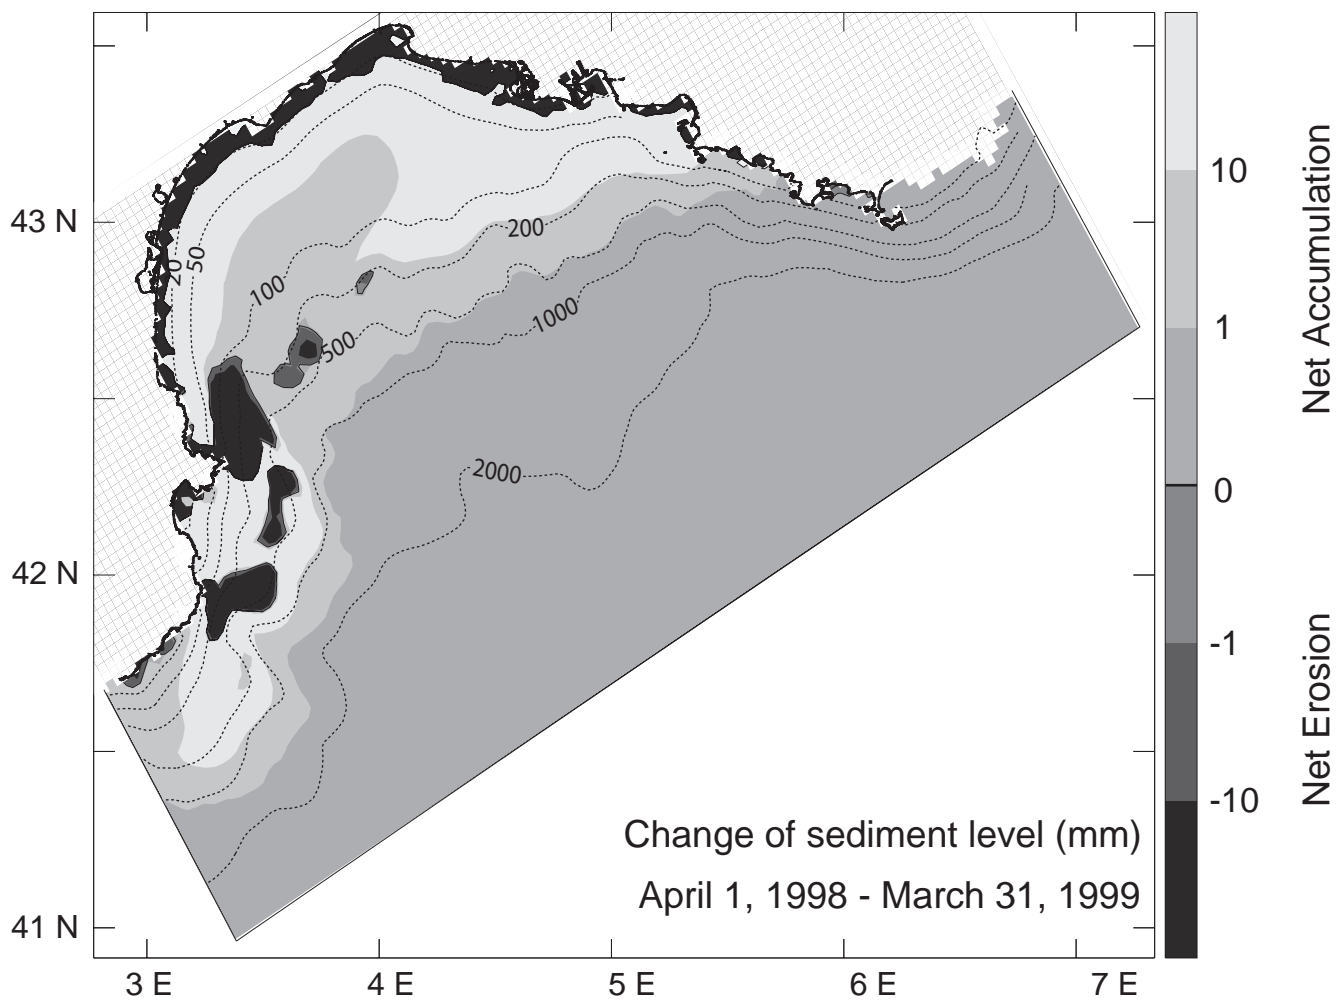 43 N
42 N
41 N
3 E
4 E
5 E
6 E
7 E
20
50
100
200
500
1000
2000
Change of sediment level (mm)
April 1, 1998 - March 31, 1999
10
1
0
-1
-10
Net Accumulation
Net Erosion